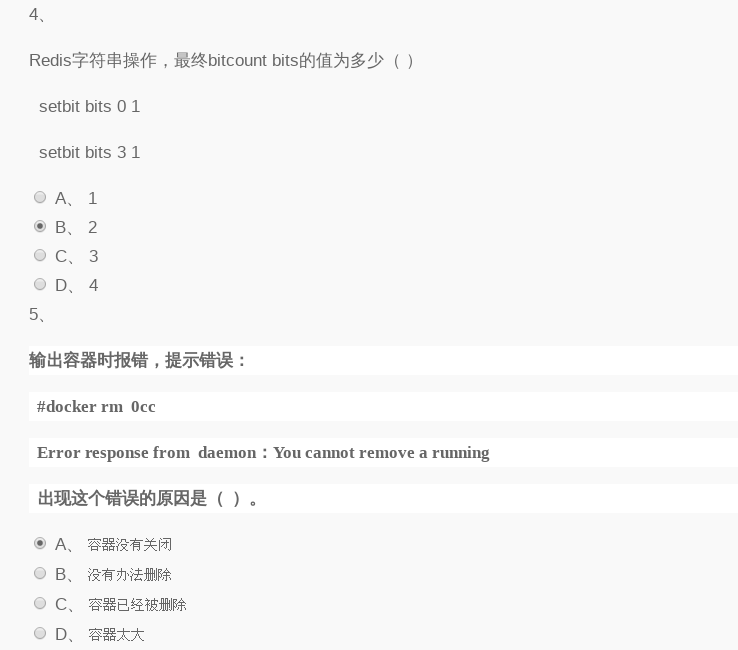 4、
Redis字符串操作，最终bitcount bits的值为多少（ ）
setbit bits 0 1
setbit bits 3 1
A、 1
B、 2
C、 3
D、 4
5、
输出容器时报错，提示错误：
#docker rm 0cc
Error response from daemon：You cannot remove a running
出现这个错误的原因是（ ）。
A、 容器没有关闭
B、 没有办法删除
C、 容器已经被删除
D、 容器太大